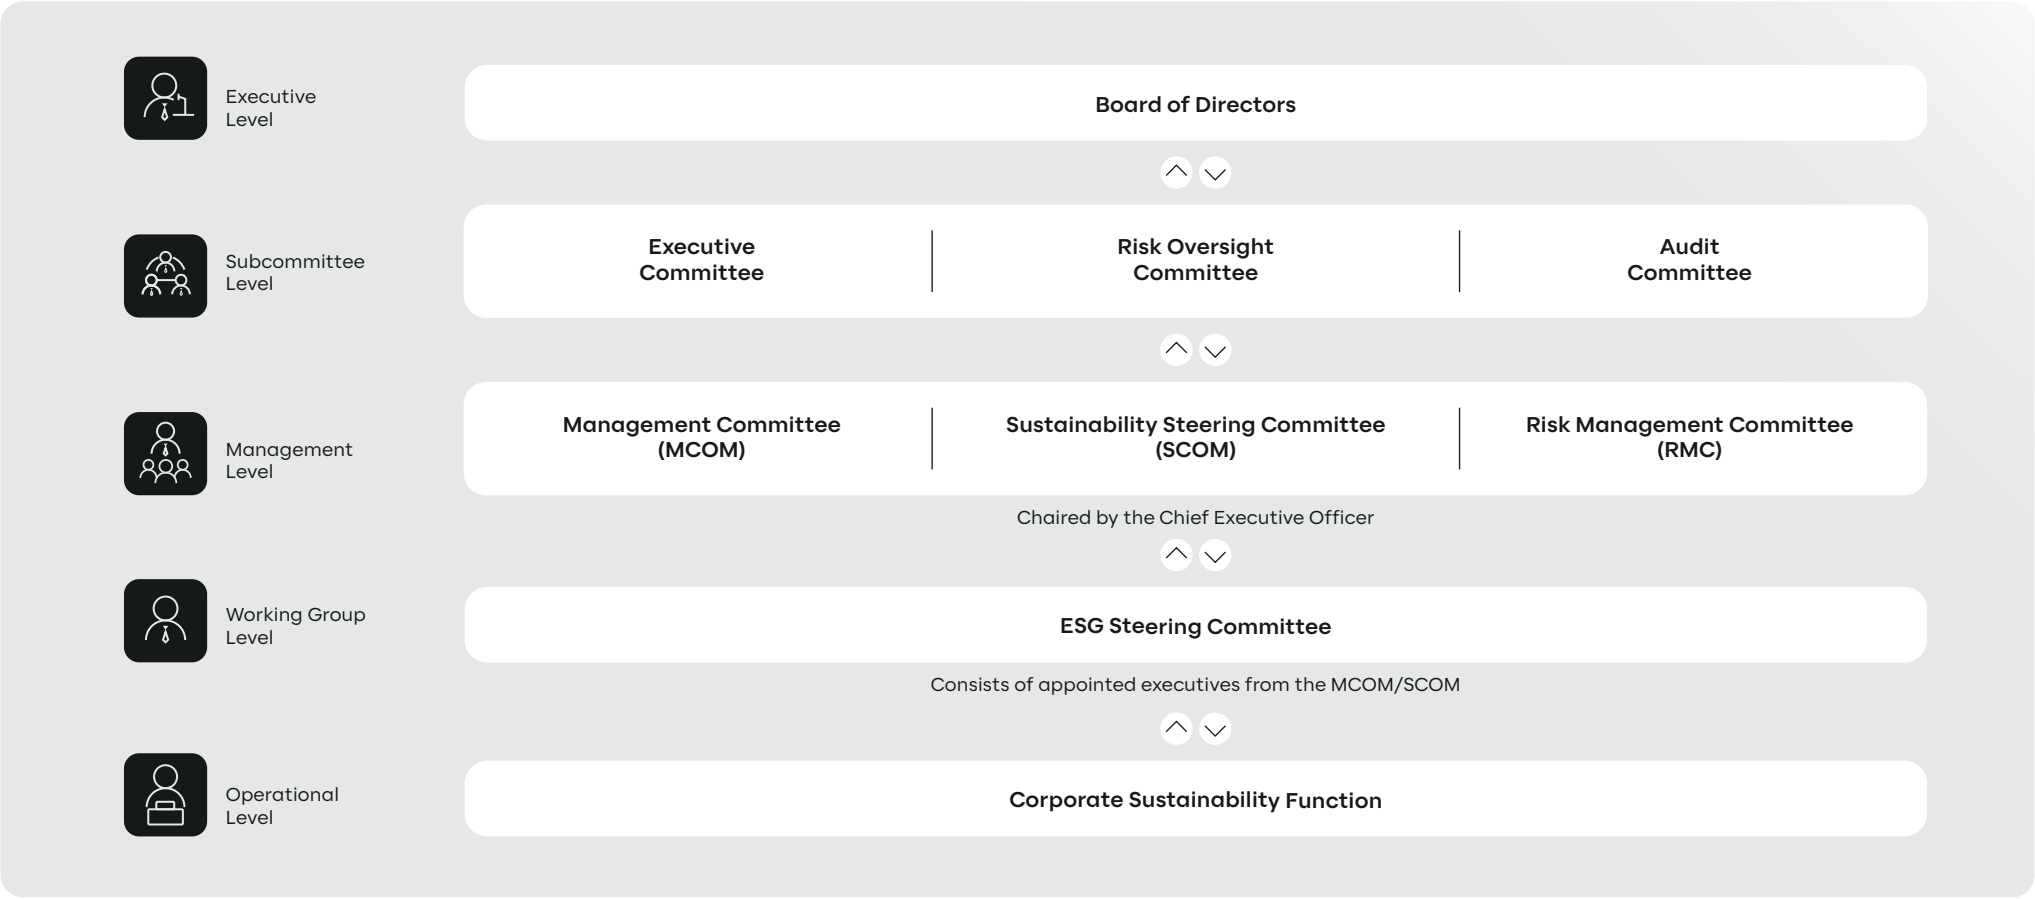 Executive
Level
Board of Directors
Subcommittee
Level
Executive
Committee
Risk Oversight
Committee
Audit
Committee
Management
Level
Management Committee
(MCOM)
Sustainability Steering Committee
(SCOM)
Risk Management Committee
(RMC)
Chaired by the Chief Executive Officer
Working Group
Level
ESG Steering Committee
Consists of appointed executives from the MCOM/SCOM
Operational
Level
Corporate Sustainability Function